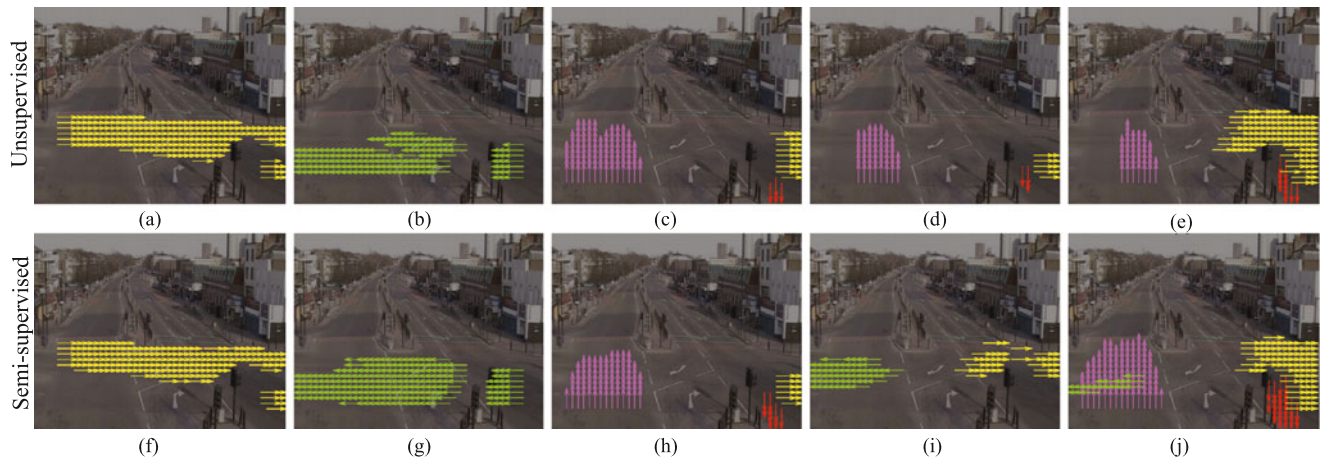 Unsupervised
(a) (b) (c) (d) (e)
Semi-supervised
(f) (g) (h) (i) (j)